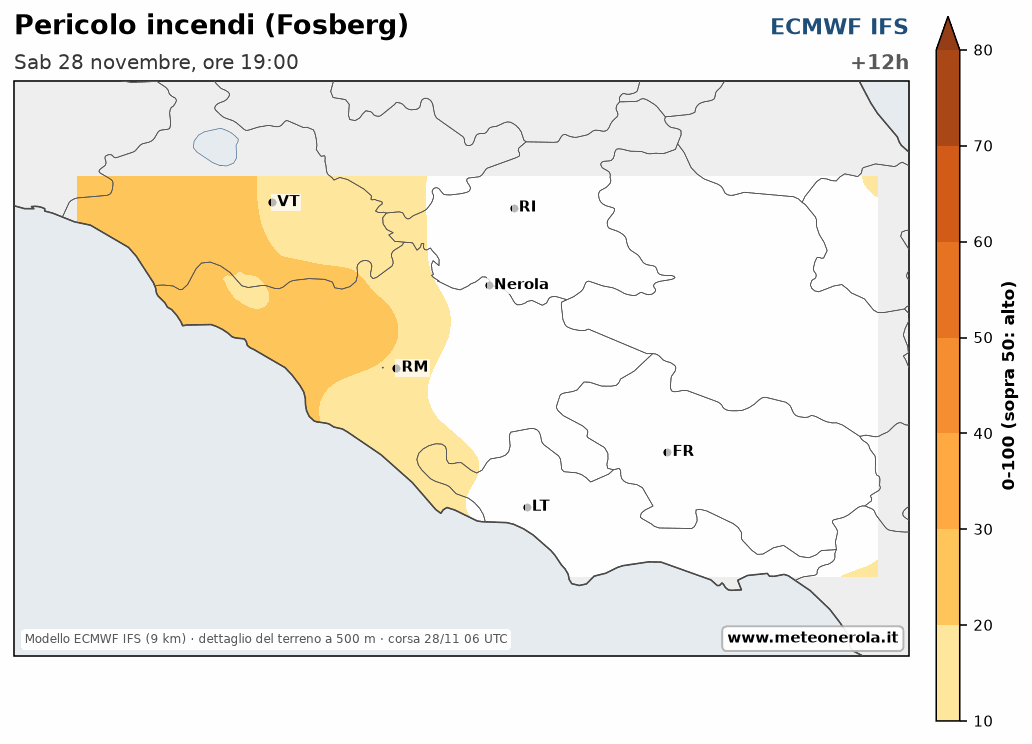 Pericolo incendi (Fosberg)
ECMWF IFS
Sab 28 novembre, ore 19:00
+12h
VT
RI
Nerola
RM
FR
LT
80
70
60
50
40
30
20
10
0-100 (sopra 50: alto)
Modello ECMWF IFS (9 km) · dettaglio del terreno a 500 m · corsa 28/11 06 UTC
www.meteonerola.it